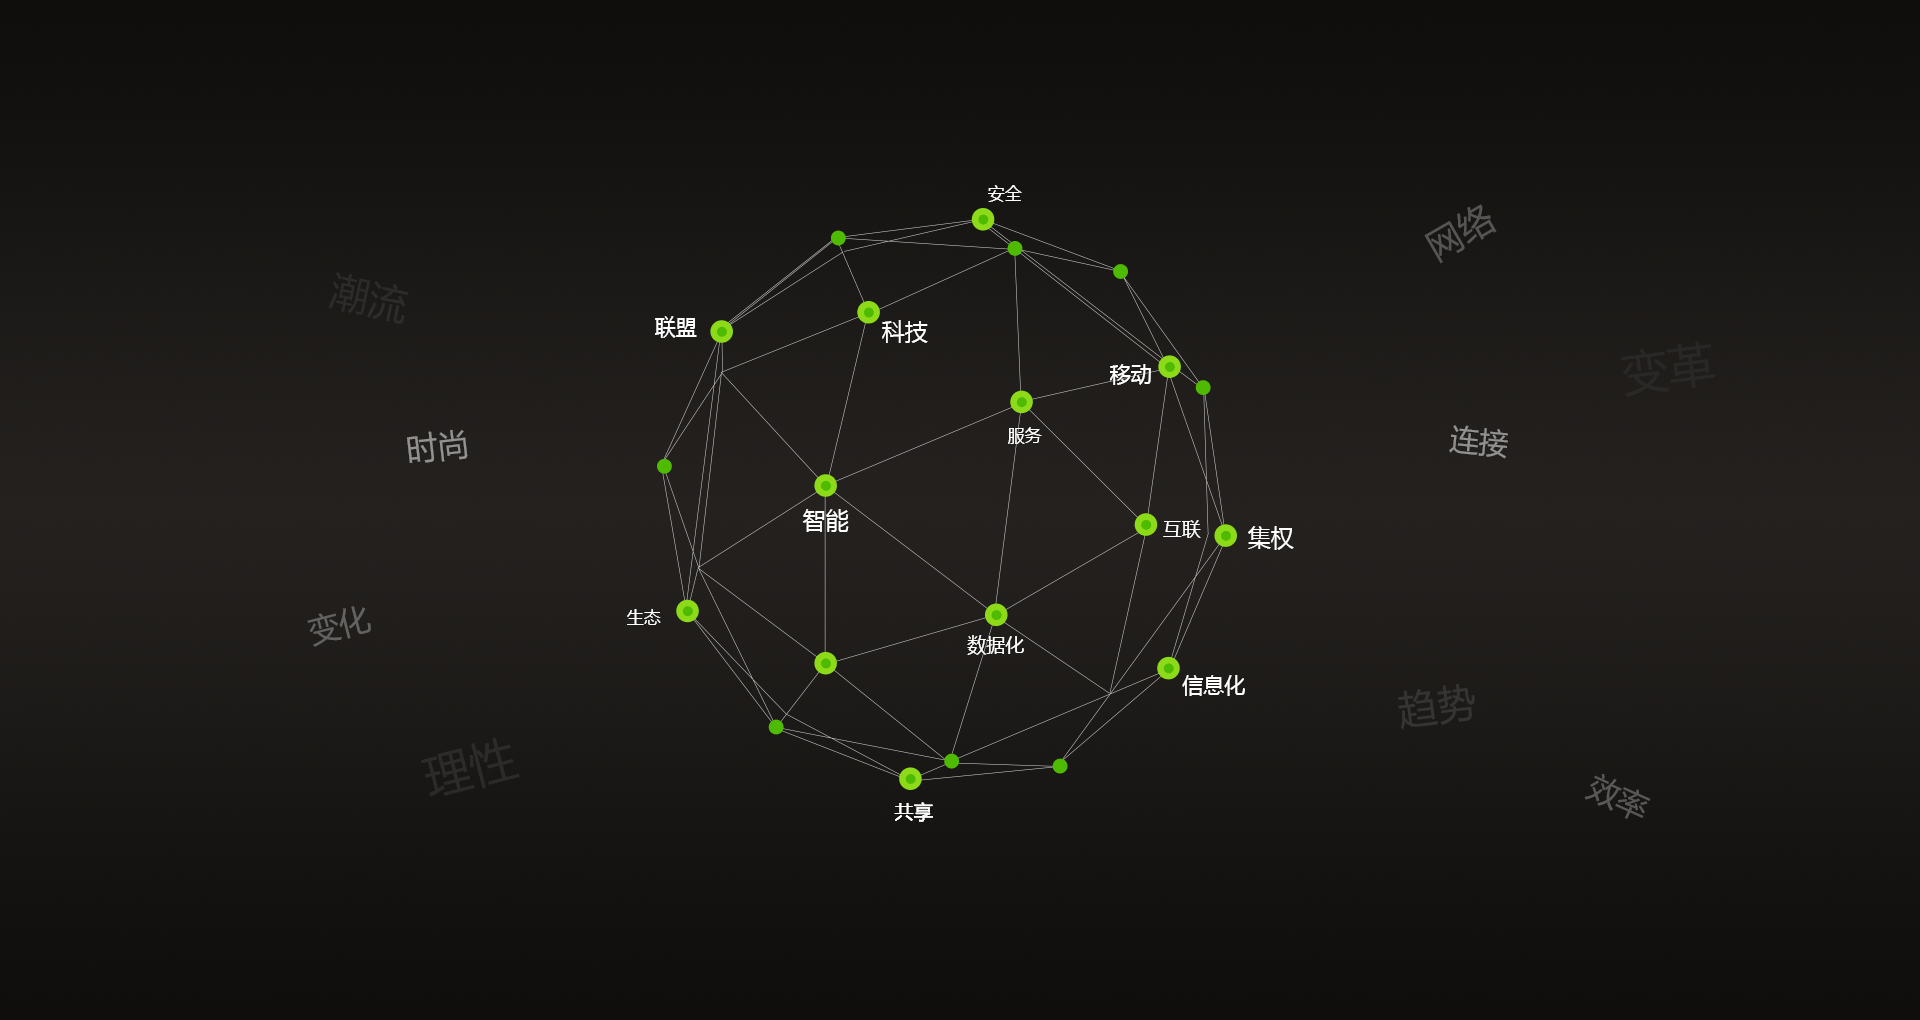 安全
网络
潮流
联盟
科技
变革
移动
服务
时尚
连接
智能
互联
集权
生态
变化
数据化
信息化
趋势
理性
效率
共享